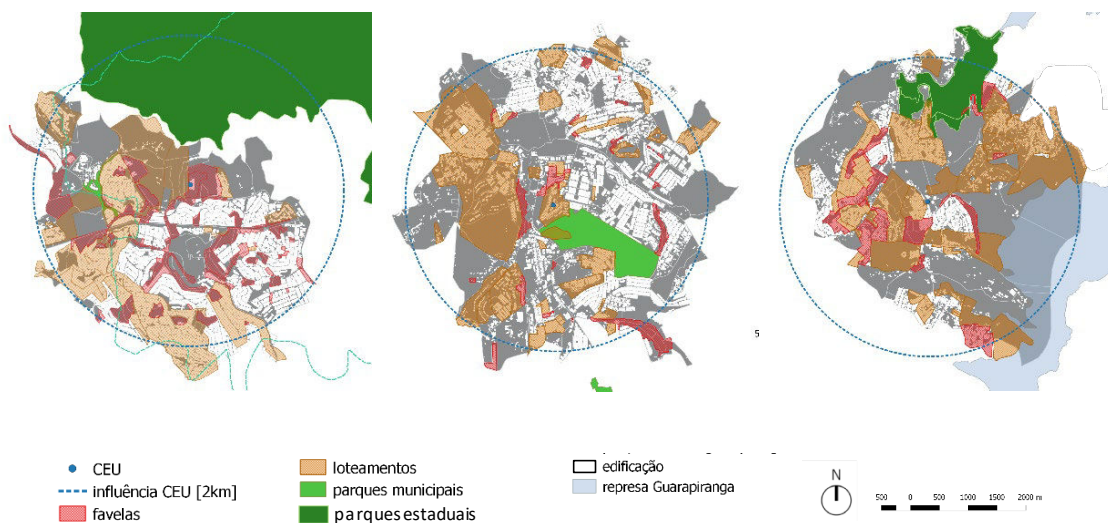 5
CEU
influência CEU [2km]
favelas
loteamentos
parques municipais
parques estaduais
edificação
represa Guarapiranga
N
500 0 500 1000 1500 2000 m